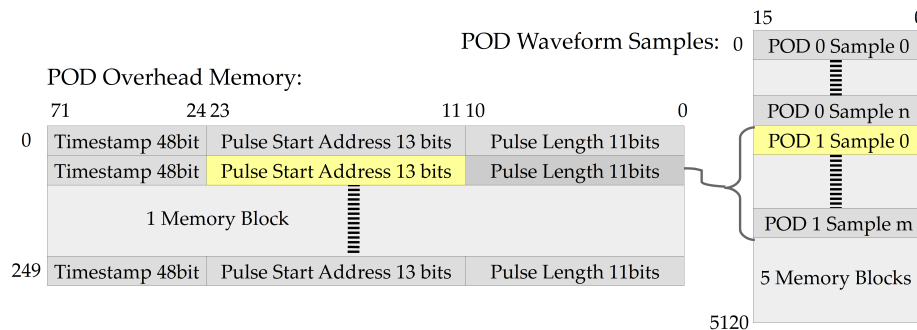 15 0
POD Waveform Samples: 0 POD 0 Sample 0
POD Overhead Memory:
71 24 23 11 10 0 POD 0 Sample n
0 Timestamp 48bit Pulse Start Address 13 bits Pulse Length 11bits POD 1 Sample 0
Timestamp 48bit Pulse Start Address 13 bits Pulse Length 11bits
1 Memory Block POD 1 Sample m
249 Timestamp 48bit Pulse Start Address 13 bits Pulse Length 11bits 5 Memory Blocks
5120